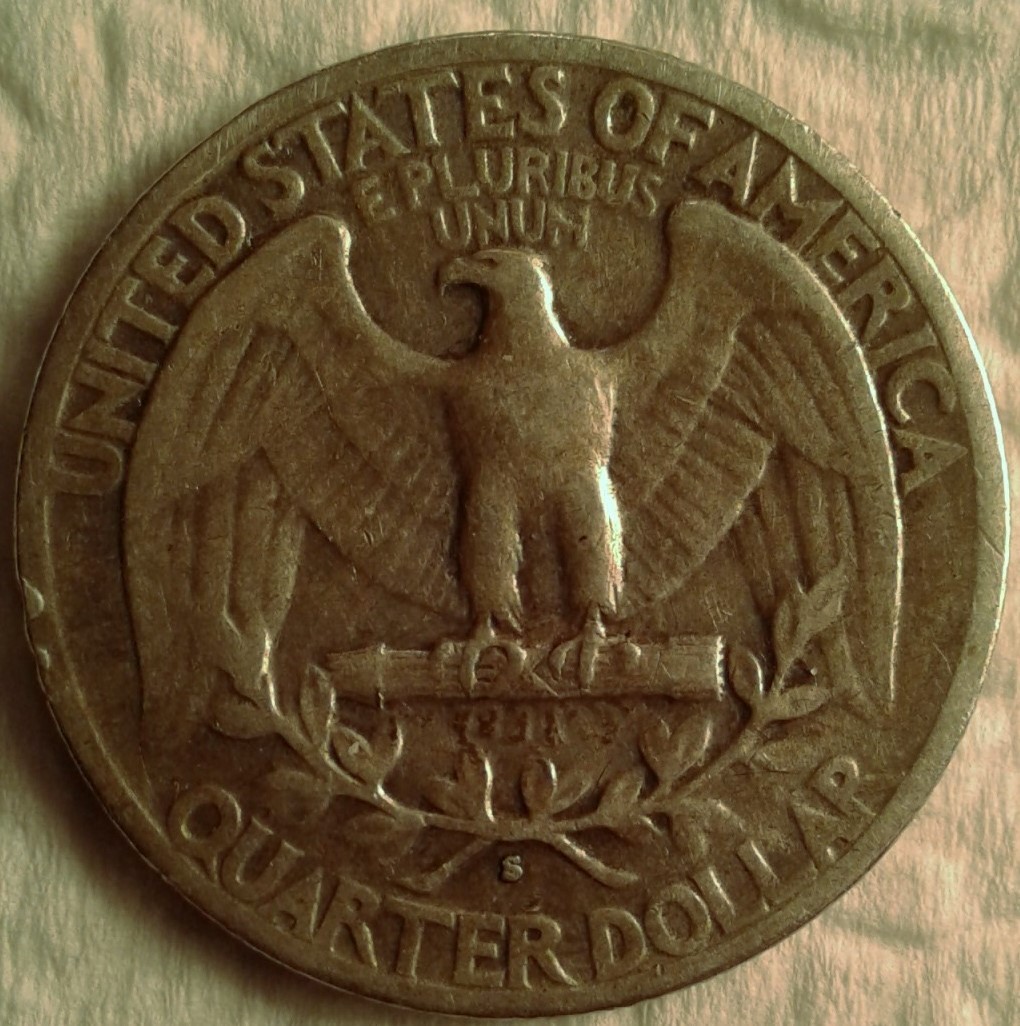 UNITED STATES OF AMERICA
E PLURIBUS
UNUM
S
QUARTER DOLLAR